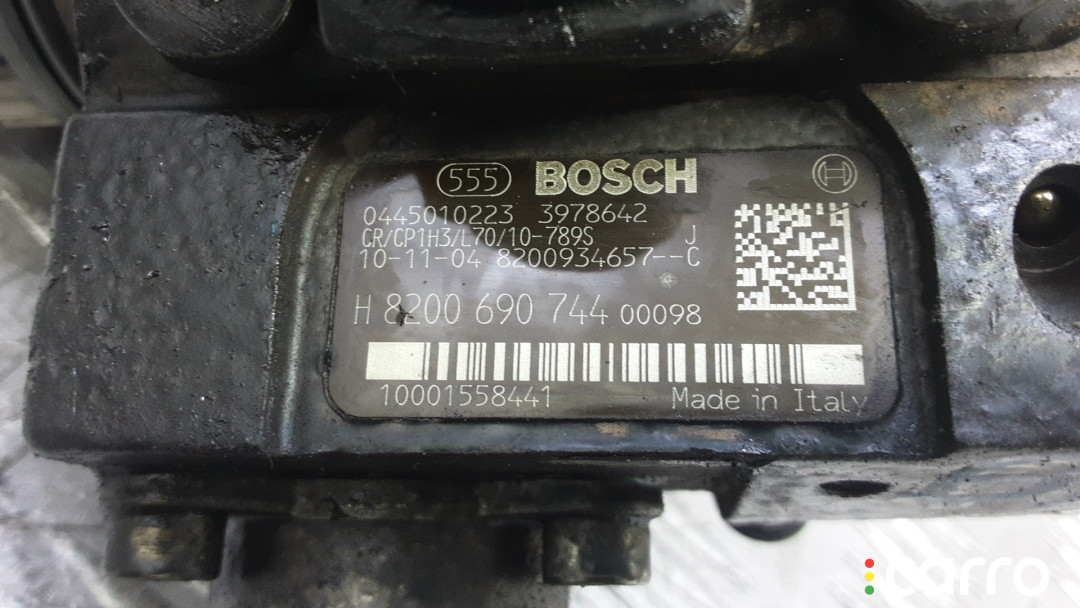 555 BOSCH
0445010223 3978642
CR/CP1H3/L70/10-789S J
10-11-04 8200934657--C
H 8200 690 744 00098
10001558441 Made in Italy
carro